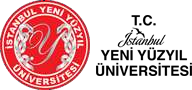 İSTANBUL YENİ YÜZYIL
ÜNİVERSİTESİ
T.C.
İstanbul
YENİ YÜZYIL
ÜNİVERSİTESİ